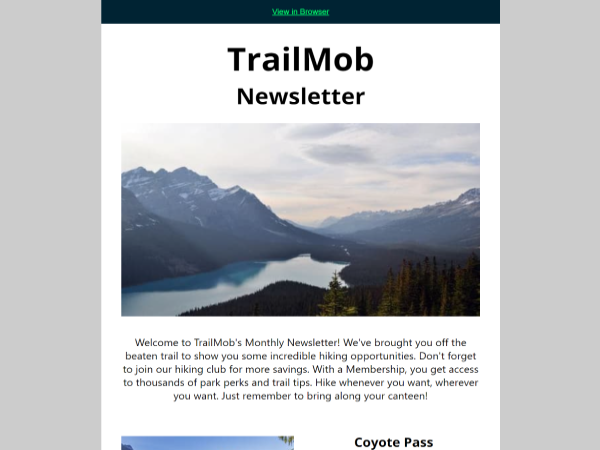 View in Browser
TrailMob
Newsletter
Welcome to TrailMob's Monthly Newsletter! We've brought you off the
beaten trail to show you some incredible hiking opportunities. Don't forget
to join our hiking club for more savings. With a Membership, you get access
to thousands of park perks and trail tips. Hike whenever you want, wherever
you want. Just remember to bring along your canteen!
Coyote Pass